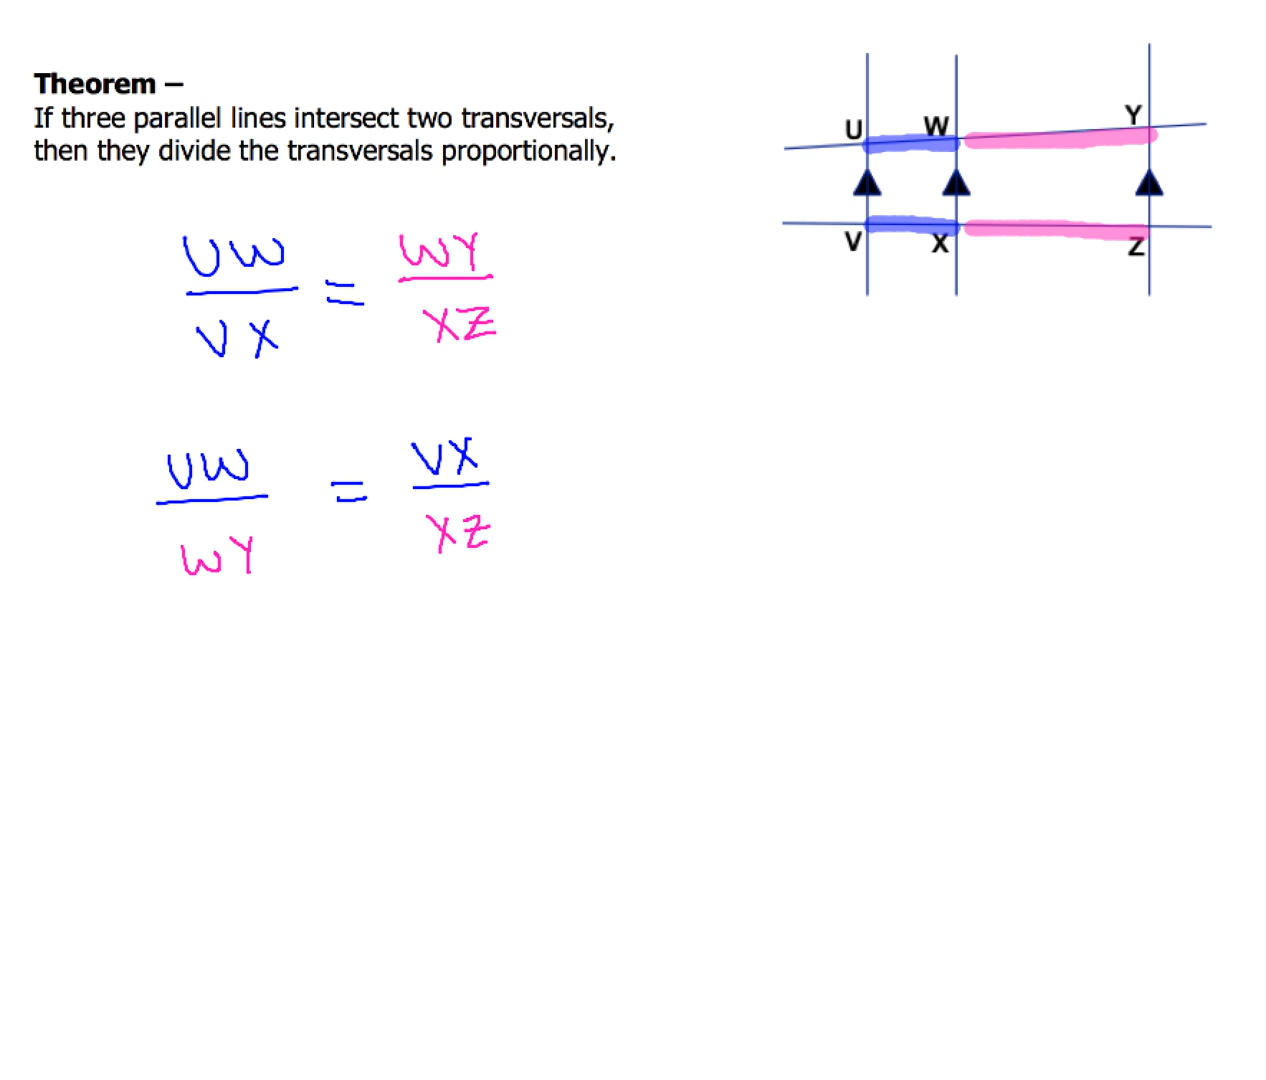 Theorem –
If three parallel lines intersect two transversals,
then they divide the transversals proportionally.
U W Y
V X Z
UW/VX = WY/XZ
UW/WY = VX/XZ